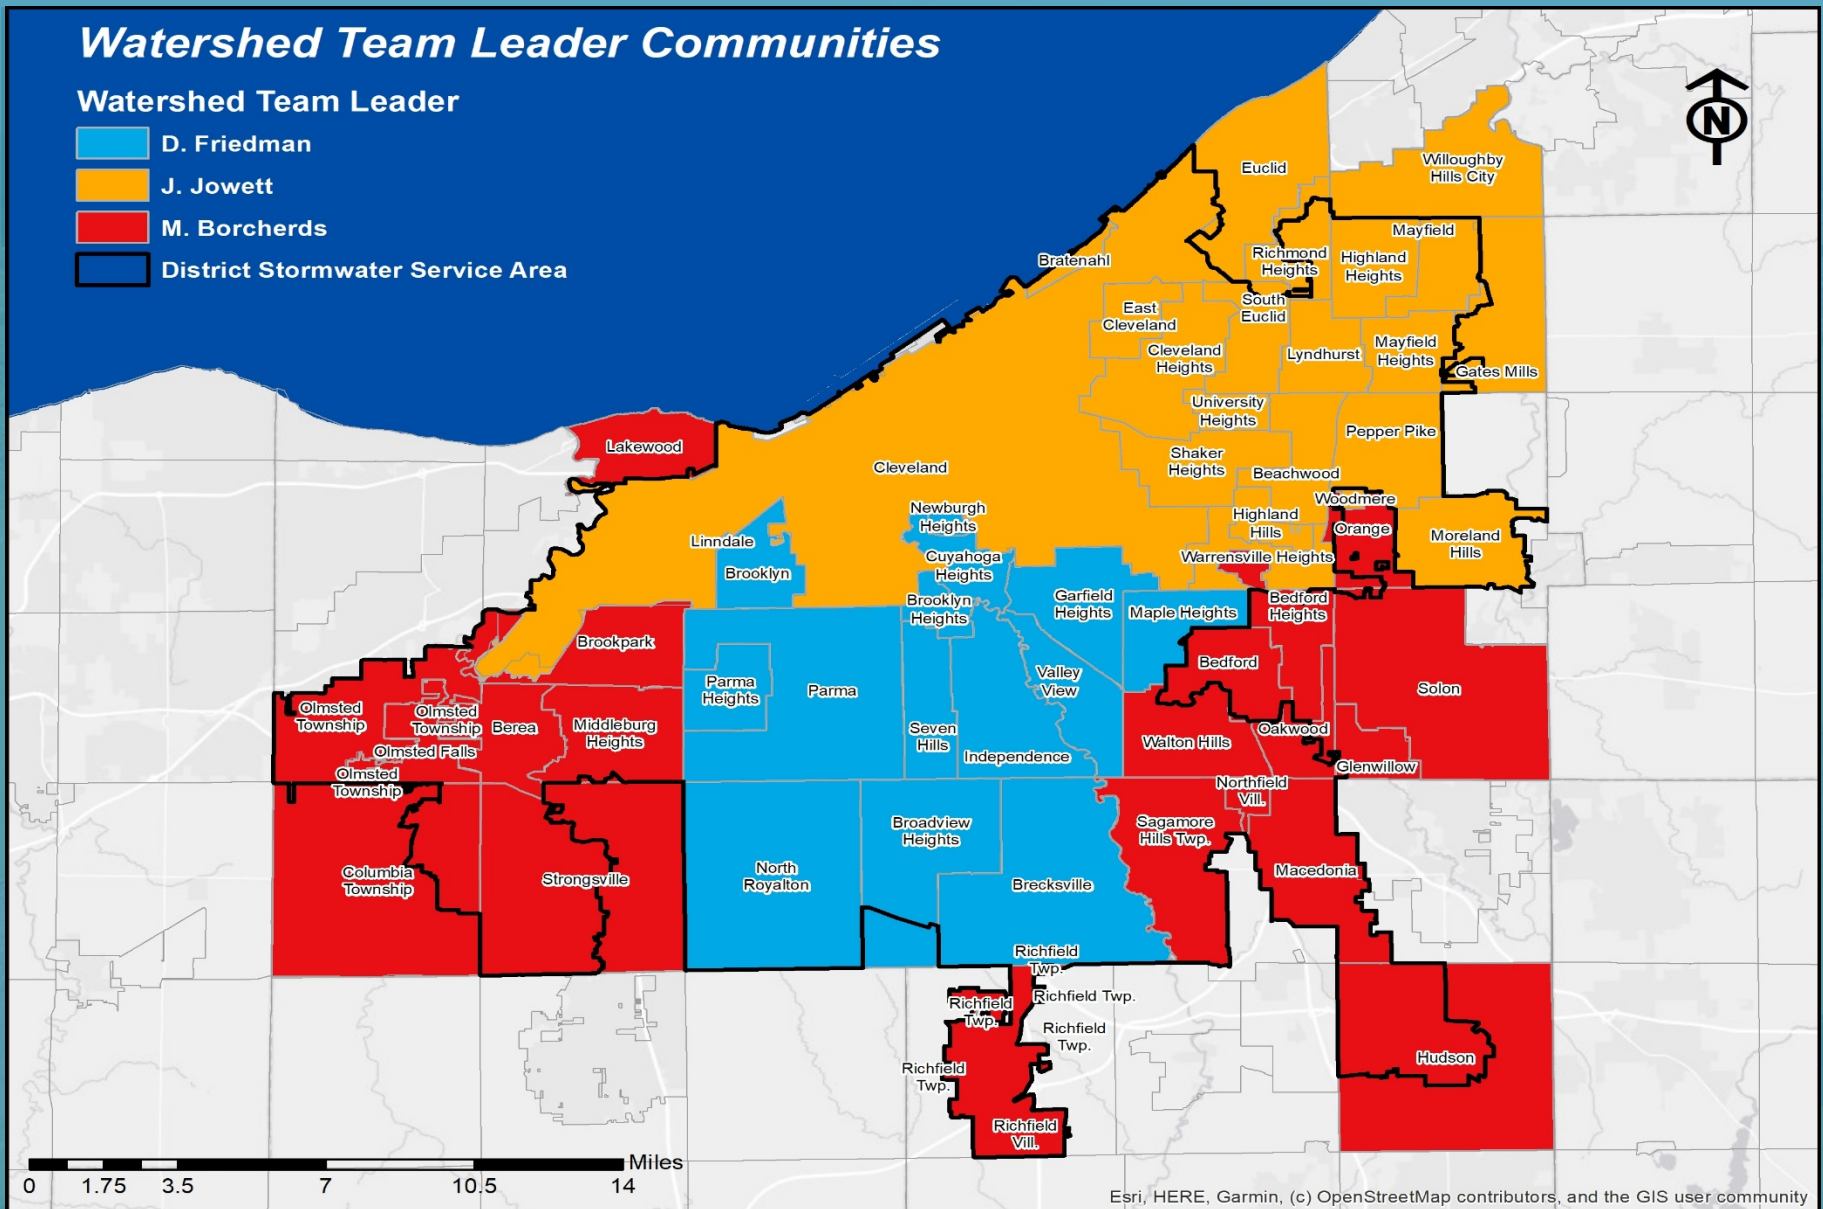 Watershed Team Leader Communities
Watershed Team Leader
D. Friedman
J. Jowett
M. Borcherds
District Stormwater Service Area
N
Euclid
Willoughby
Hills City
Mayfield
Bratenahl
Richmond
Heights
Highland
Heights
East
Cleveland
South
Euclid
Cleveland
Heights
Lyndhurst
Mayfield
Heights
Gates Mills
University
Heights
Pepper Pike
Lakewood
Cleveland
Shaker
Heights
Beachwood
Woodmere
Newburgh
Heights
Highland
Hills
Orange
Moreland
Hills
Linndale
Cuyahoga
Heights
Warrensville Heights
Brooklyn
Brooklyn
Heights
Garfield
Heights
Maple Heights
Bedford
Heights
Brookpark
Bedford
Parma
Heights
Parma
Valley
View
Solon
Olmsted
Township
Olmsted
Township
Berea
Middleburg
Heights
Seven
Hills
Independence
Walton Hills
Oakwood
Olmsted Falls
Glenwillow
Olmsted
Township
Northfield
Vill.
Broadview
Heights
Sagamore
Hills Twp.
Columbia
Township
Strongsville
North
Royalton
Brecksville
Macedonia
Richfield
Twp.
Richfield
Twp.
Richfield Twp.
Richfield
Twp.
Richfield
Twp.
Hudson
Richfield
Vill.
Miles
0 1.75 3.5 7 10.5 14
Esri, HERE, Garmin, (c) OpenStreetMap contributors, and the GIS user community